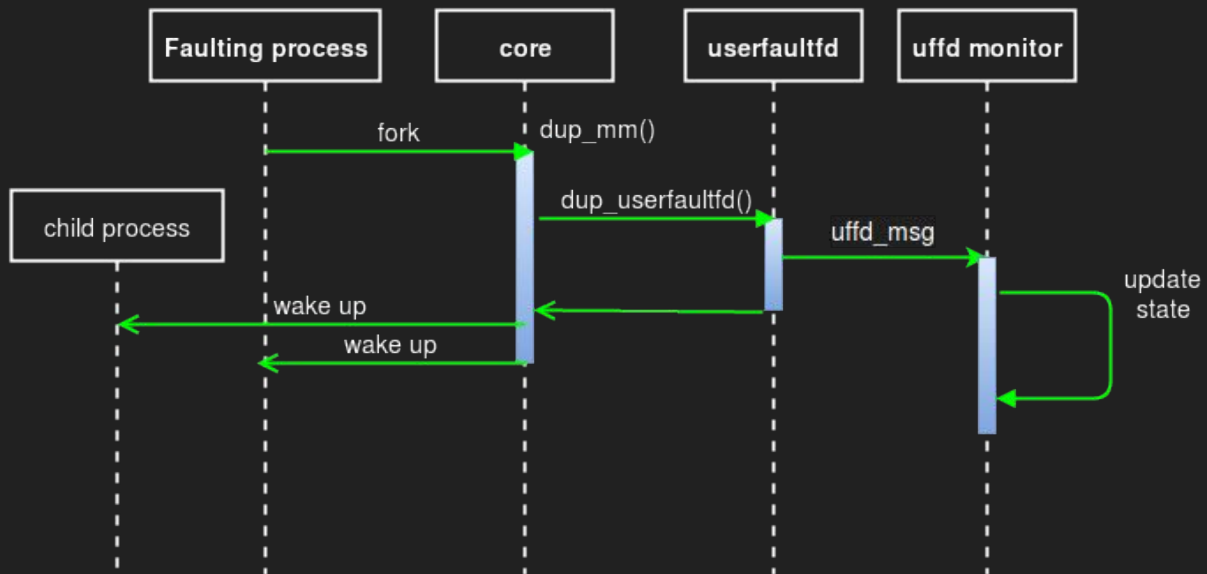 Faulting process
core
userfaultfd
uffd monitor
fork
dup_mm()
child process
dup_userfaultfd()
uffd_msg
update
state
wake up
wake up